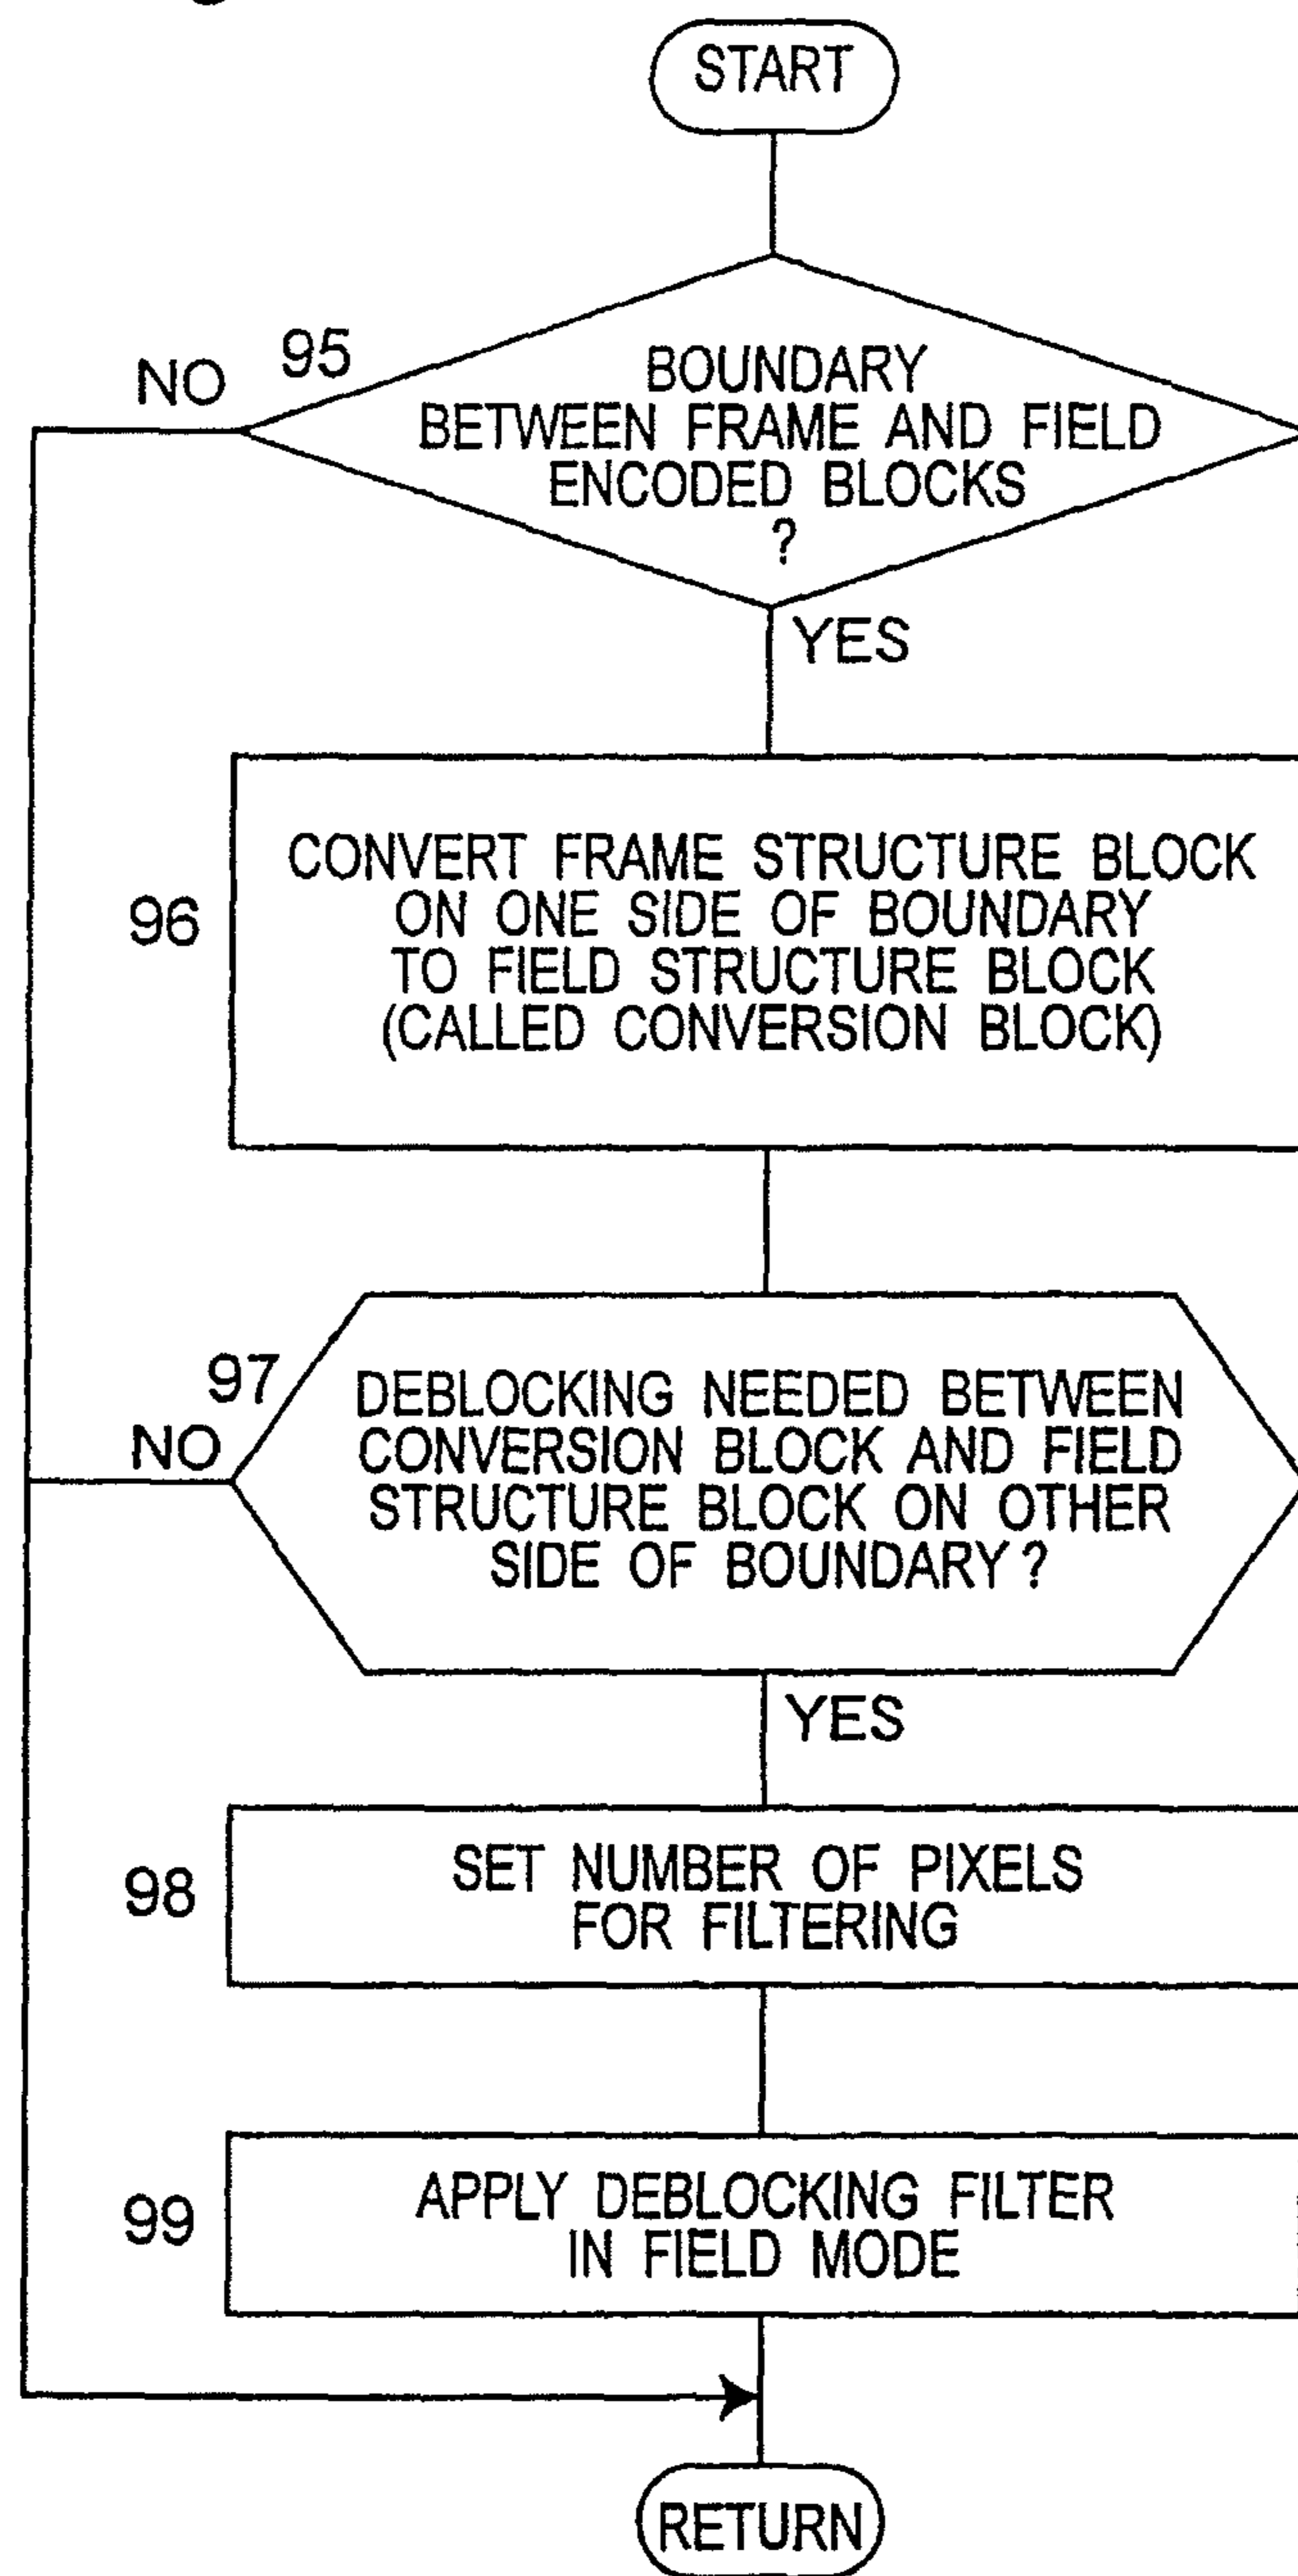 START
95
NO
BOUNDARY
BETWEEN FRAME AND FIELD
ENCODED BLOCKS
?
YES
96
CONVERT FRAME STRUCTURE BLOCK
ON ONE SIDE OF BOUNDARY
TO FIELD STRUCTURE BLOCK
(CALLED CONVERSION BLOCK)
97
NO
DEBLOCKING NEEDED BETWEEN
CONVERSION BLOCK AND FIELD
STRUCTURE BLOCK ON OTHER
SIDE OF BOUNDARY?
YES
98
SET NUMBER OF PIXELS
FOR FILTERING
99
APPLY DEBLOCKING FILTER
IN FIELD MODE
RETURN